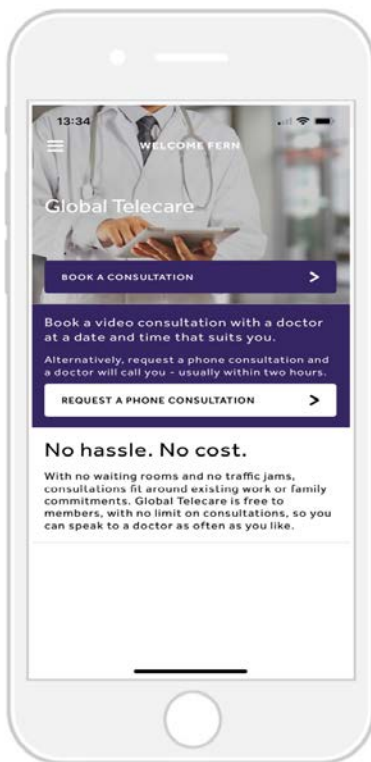 13:34
WELCOME FERN
Global Telecare
BOOK A CONSULTATION >
Book a video consultation with a doctor
at a date and time that suits you.
Alternatively, request a phone consultation and
a doctor will call you - usually within two hours.
REQUEST A PHONE CONSULTATION >
No hassle. No cost.
With no waiting rooms and no traffic jams,
consultations fit around existing work or family
commitments. Global Telecare is free to
members, with no limit on consultations, so you
can speak to a doctor as often as you like.